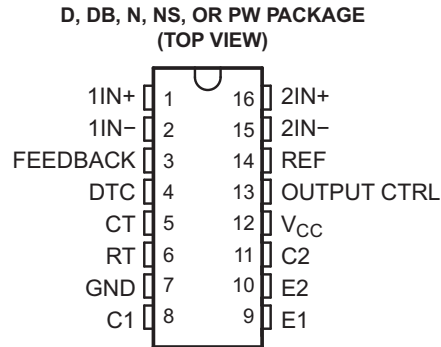 D, DB, N, NS, OR PW PACKAGE
(TOP VIEW)
1IN+ 1 16 2IN+
1IN− 2 15 2IN−
FEEDBACK 3 14 REF
DTC 4 13 OUTPUT CTRL
CT 5 12 VCC
RT 6 11 C2
GND 7 10 E2
C1 8 9 E1